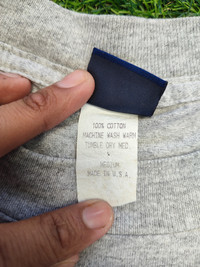 100% COTTON
MACHINE WASH WARM
TUMBLE DRY MED.
MEDIUM
MADE IN U.S.A.